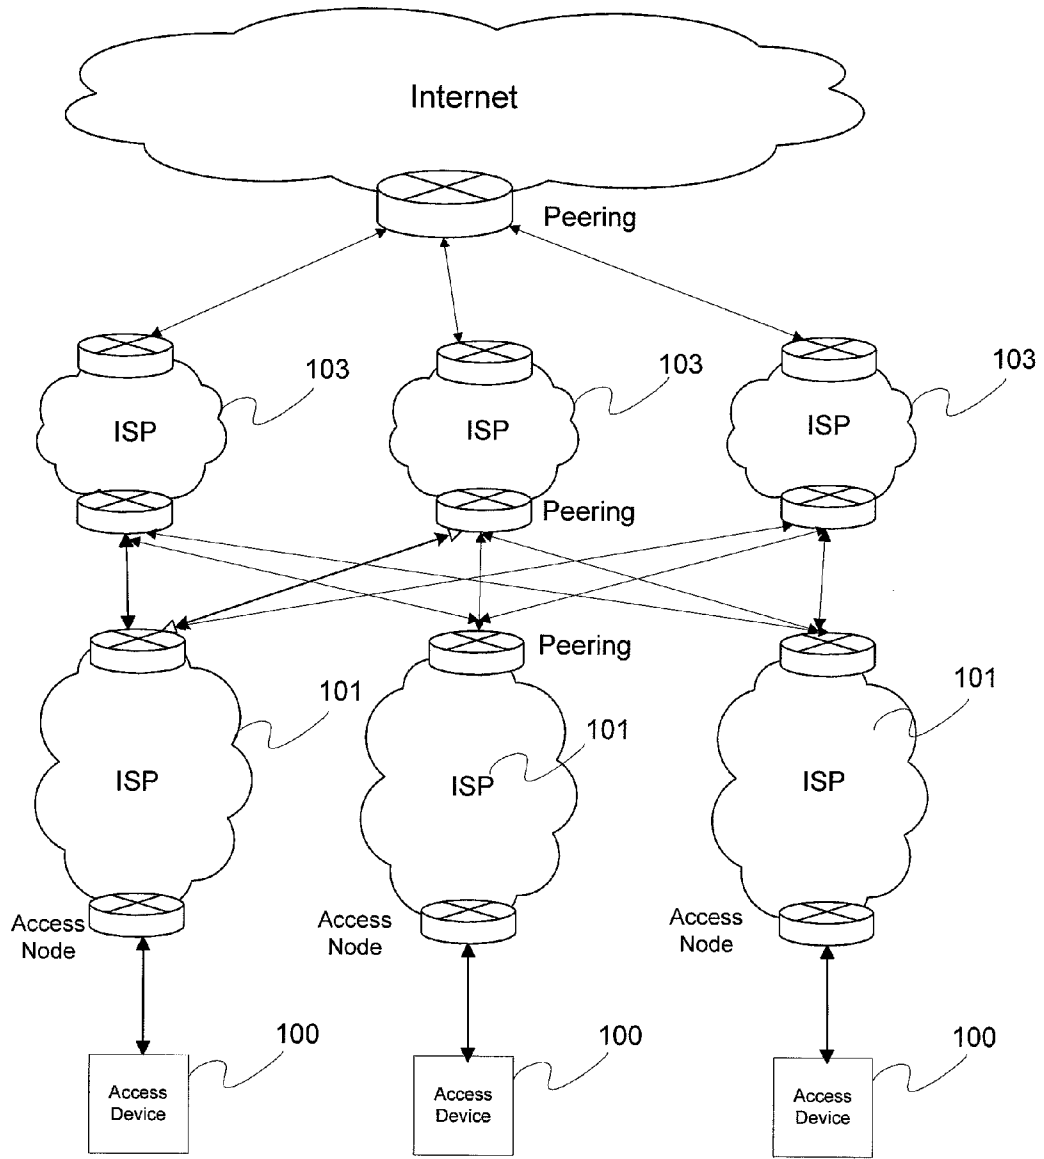 Internet
Peering
103
103
103
ISP
ISP
ISP
Peering
Peering
101
101
101
ISP
ISP
ISP
Access
Node
Access
Node
Access
Node
100
100
100
Access
Device
Access
Device
Access
Device